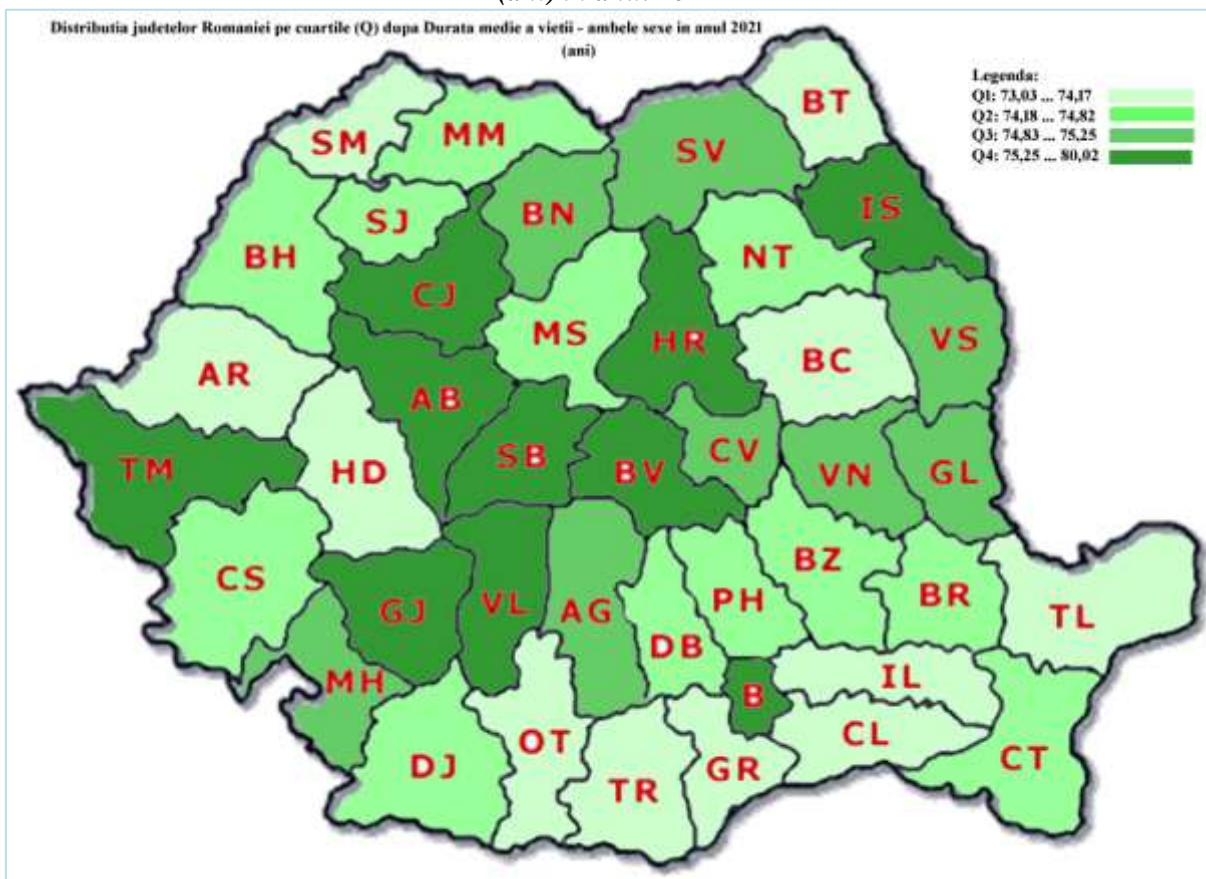 Distributia judetelor Romaniei pe cuartile (Q) dupa Durata medie a vietii - ambele sexe in anul 2021
(ani)
Legenda:
Q1: 73,03 ... 74,17
Q2: 74,18 ... 74,82
Q3: 74,83 ... 75,25
Q4: 75,25 ... 80,02
BT
SM
MM
SV
IS
SJ
BN
BH
NT
CJ
MS
HR
VS
BC
AR
AB
TM
HD
SB
BV
CV
VN
GL
CS
BZ
GJ
VL
AG
PH
BR
TL
DB
MH
B
IL
OT
CL
DJ
TR
GR
CT